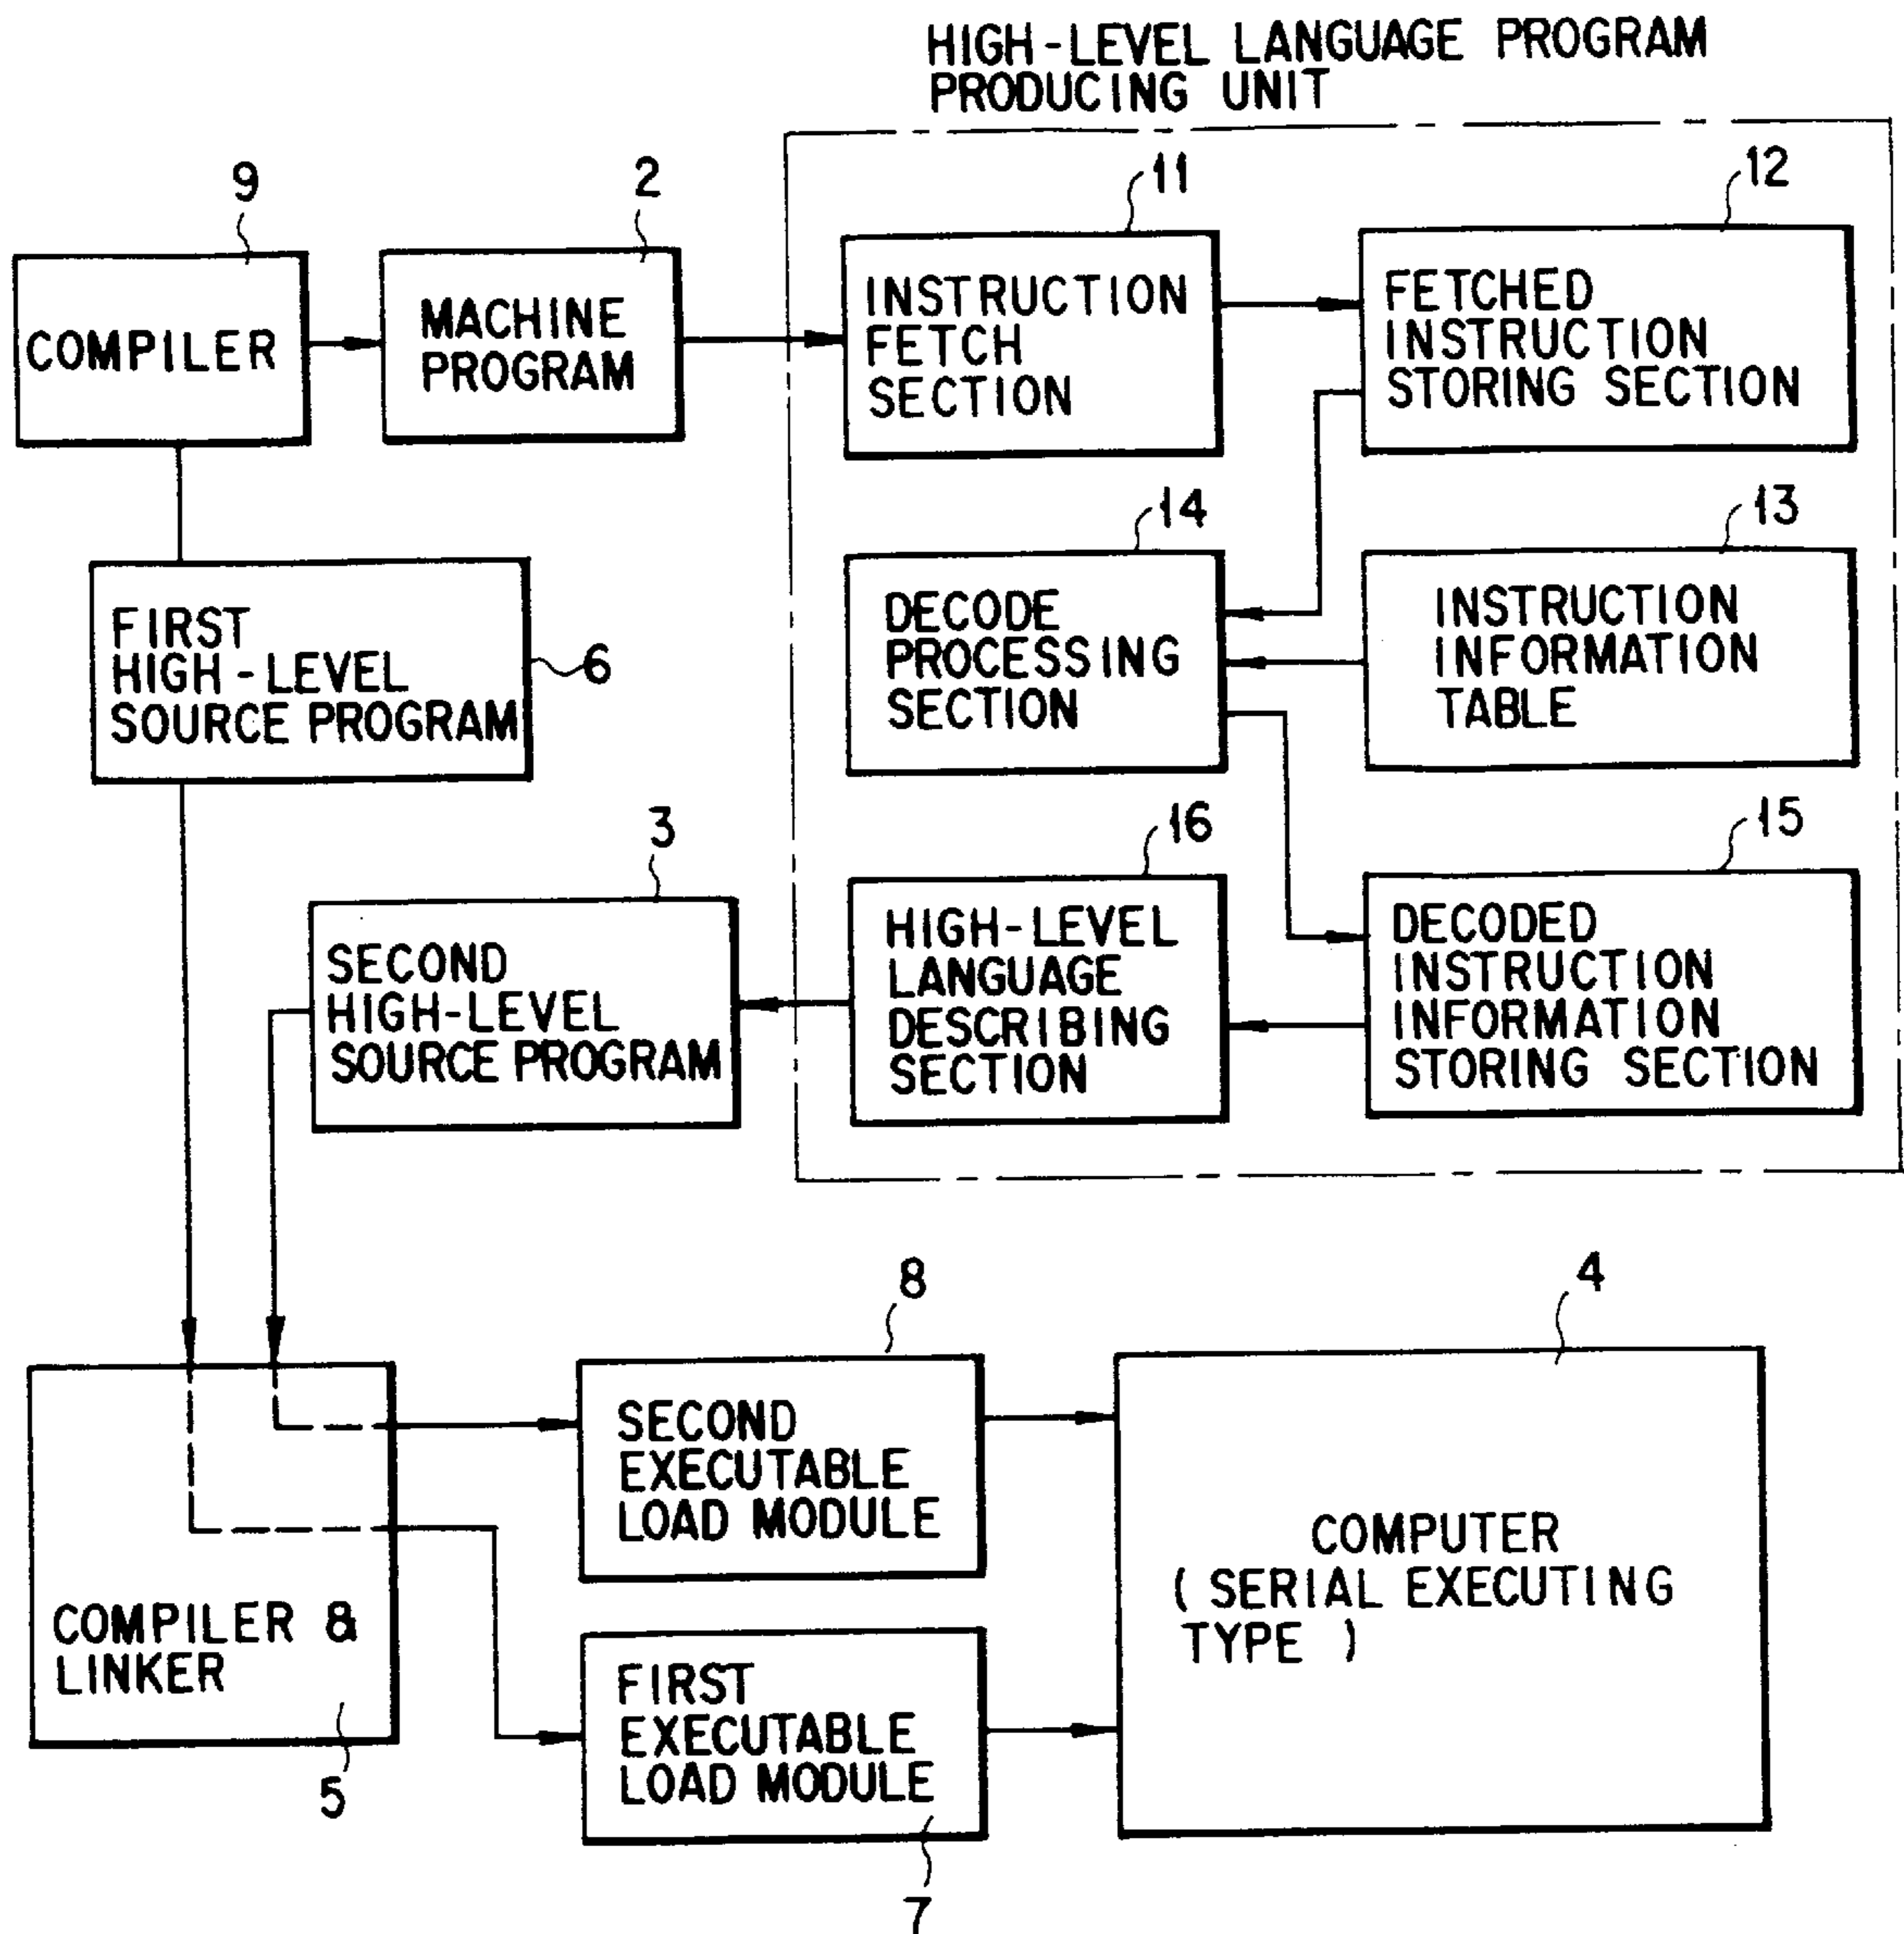 HIGH-LEVEL LANGUAGE PROGRAM
PRODUCING UNIT
9
2
11
12
COMPILER
MACHINE
PROGRAM
INSTRUCTION
FETCH
SECTION
FETCHED
INSTRUCTION
STORING SECTION
14
13
FIRST
HIGH-LEVEL
SOURCE PROGRAM
6
DECODE
PROCESSING
SECTION
INSTRUCTION
INFORMATION
TABLE
3
16
15
SECOND
HIGH-LEVEL
SOURCE PROGRAM
HIGH-LEVEL
LANGUAGE
DESCRIBING
SECTION
DECODED
INSTRUCTION
INFORMATION
STORING SECTION
8
4
SECOND
EXECUTABLE
LOAD MODULE
COMPUTER
( SERIAL EXECUTING
TYPE )
COMPILER &
LINKER
5
FIRST
EXECUTABLE
LOAD MODULE
7